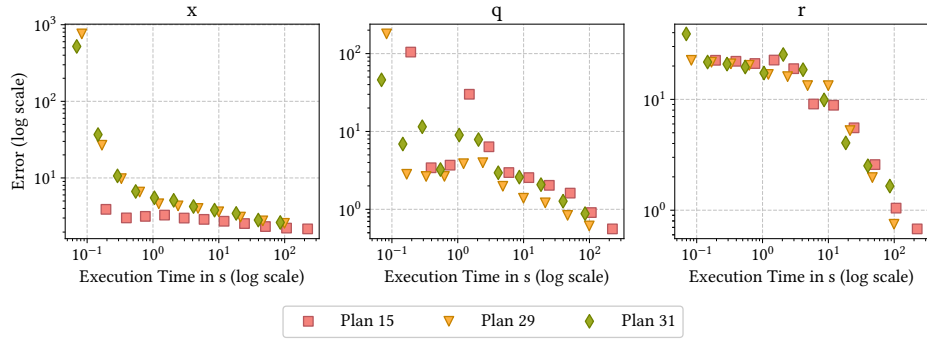 x
q
r
Error (log scale)
10³
10²
10¹
10⁻¹
10⁰
10¹
10²
Execution Time in s (log scale)
10²
10¹
10⁰
10⁻¹
10⁰
10¹
10²
Execution Time in s (log scale)
10¹
10⁰
10⁻¹
10⁰
10¹
10²
Execution Time in s (log scale)
Plan 15
Plan 29
Plan 31